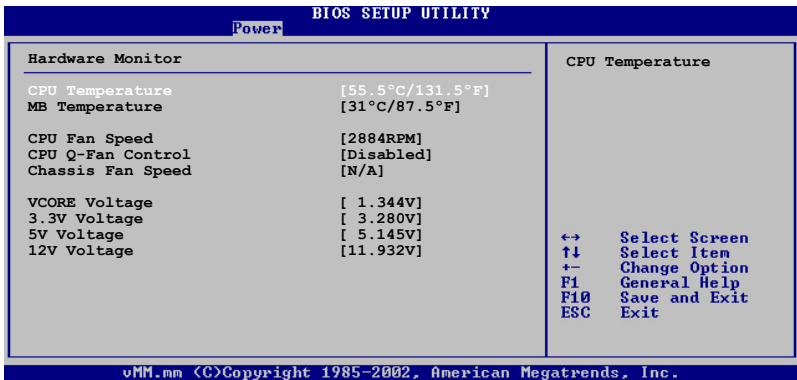 BIOS SETUP UTILITY
Power
Hardware Monitor
CPU Temperature [55.5°C/131.5°F]
MB Temperature [31°C/87.5°F]
CPU Fan Speed [2884RPM]
CPU Q-Fan Control [Disabled]
Chassis Fan Speed [N/A]
VCORE Voltage [ 1.344V]
3.3V Voltage [ 3.280V]
5V Voltage [ 5.145V]
12V Voltage [11.932V]
CPU Temperature
←→ Select Screen
↑↓ Select Item
+- Change Option
F1 General Help
F10 Save and Exit
ESC Exit
vMM.mm (C)Copyright 1985-2002, American Megatrends, Inc.